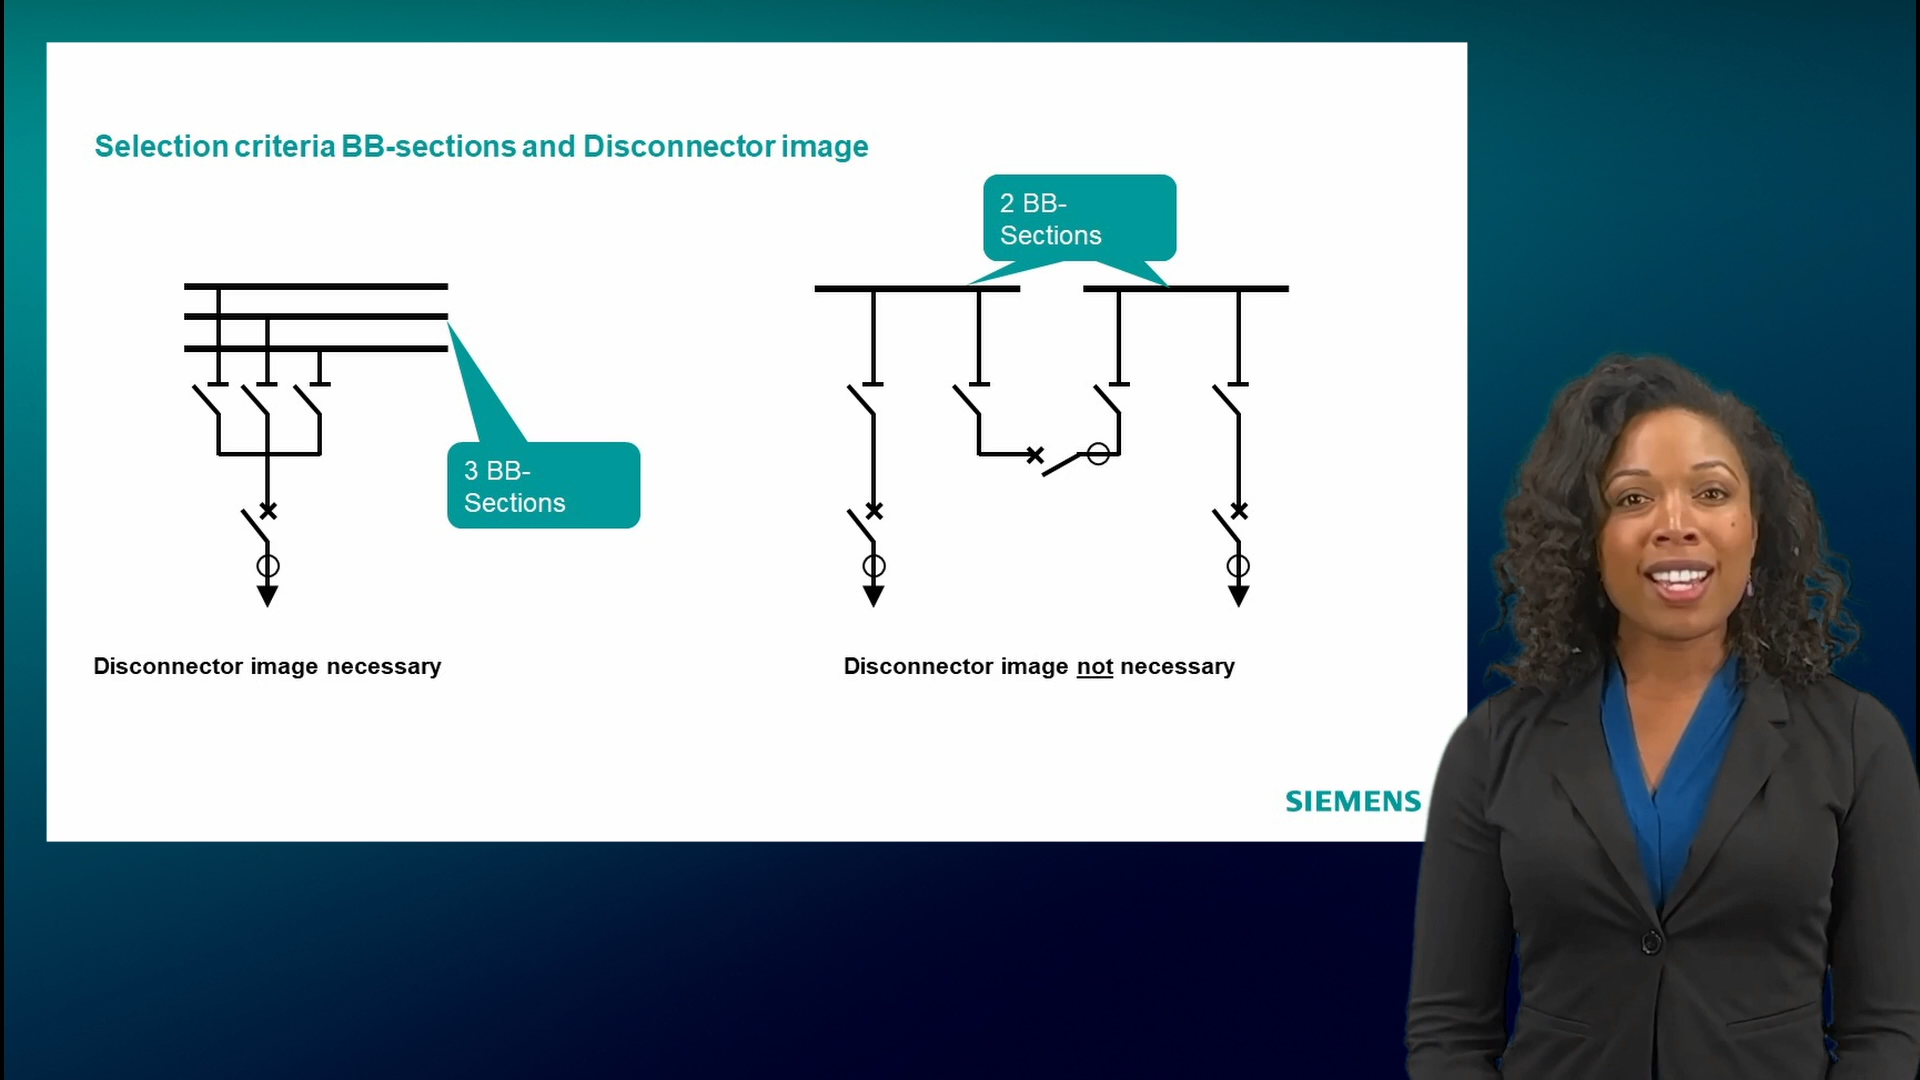 Selection criteria BB-sections and Disconnector image
2 BB-
Sections
3 BB-
Sections
Disconnector image necessary
Disconnector image not necessary
SIEMENS